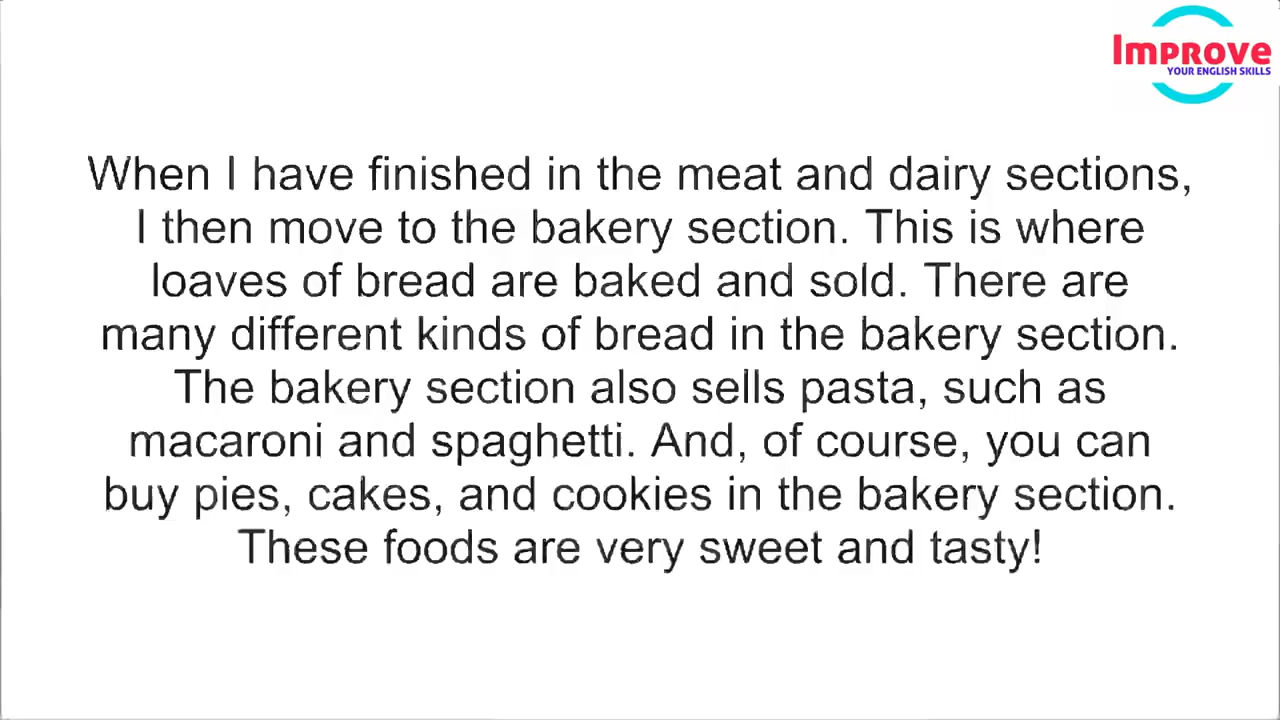 Improve
YOUR ENGLISH SKILLS
When I have finished in the meat and dairy sections,
I then move to the bakery section. This is where
loaves of bread are baked and sold. There are
many different kinds of bread in the bakery section.
The bakery section also sells pasta, such as
macaroni and spaghetti. And, of course, you can
buy pies, cakes, and cookies in the bakery section.
These foods are very sweet and tasty!